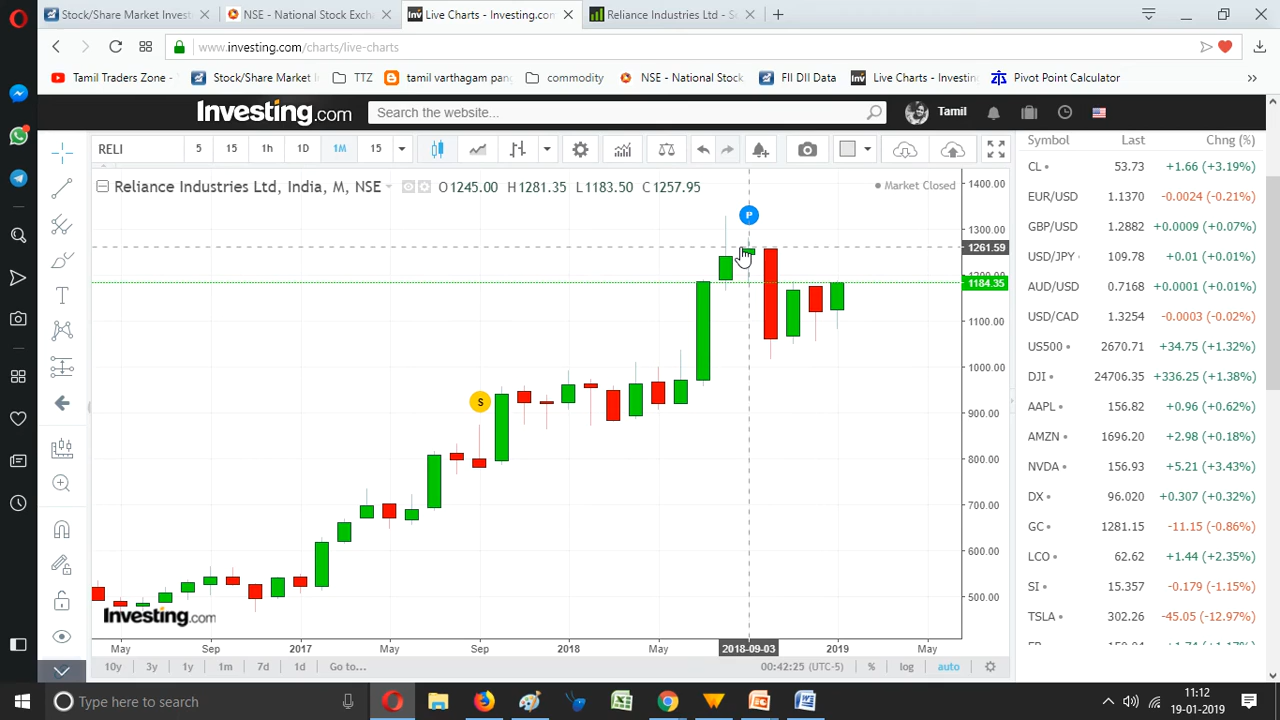 Stock/Share Market Investi
NSE - National Stock Exch
Live Charts - Investing.com
Reliance Industries Ltd - Se
www.investing.com/charts/live-charts
Tamil Traders Zone -
Stock/Share Market In
TTZ
tamil varthagam pan
commodity
NSE - National Stock
FII DII Data
Live Charts - Investin
Pivot Point Calculator
Investing.com
Search the website...
Tamil
RELI
5
15
1h
1D
1M
15
Symbol
Last
Chng (%)
Reliance Industries Ltd, India, M, NSE
O1245.00 H1281.35 L1183.50 C1257.95
Market Closed
1400.00
1300.00
1261.59
1200.00
1184.35
1100.00
1000.00
900.00
800.00
700.00
600.00
500.00
P
S
CL 53.73 +1.66 (+3.19%)
EUR/USD 1.1370 -0.0024 (-0.21%)
GBP/USD 1.2882 +0.0009 (+0.07%)
USD/JPY 109.78 +0.01 (+0.01%)
AUD/USD 0.7168 +0.0001 (+0.01%)
USD/CAD 1.3254 -0.0003 (-0.02%)
US500 2670.71 +34.75 (+1.32%)
DJI 24706.35 +336.25 (+1.38%)
AAPL 156.82 +0.96 (+0.62%)
AMZN 1696.20 +2.98 (+0.18%)
NVDA 156.93 +5.21 (+3.43%)
DX 96.020 +0.307 (+0.32%)
GC 1281.15 -11.15 (-0.86%)
LCO 62.62 +1.44 (+2.35%)
SI 15.357 -0.179 (-1.15%)
TSLA 302.26 -45.05 (-12.97%)
Investing.com
May
Sep
2017
May
Sep
2018
May
2018-09-03
2019
May
10y
3y
1y
1m
7d
1d
Go to...
00:42:25 (UTC-5)
%
log
auto
Type here to search
11:12
19-01-2019